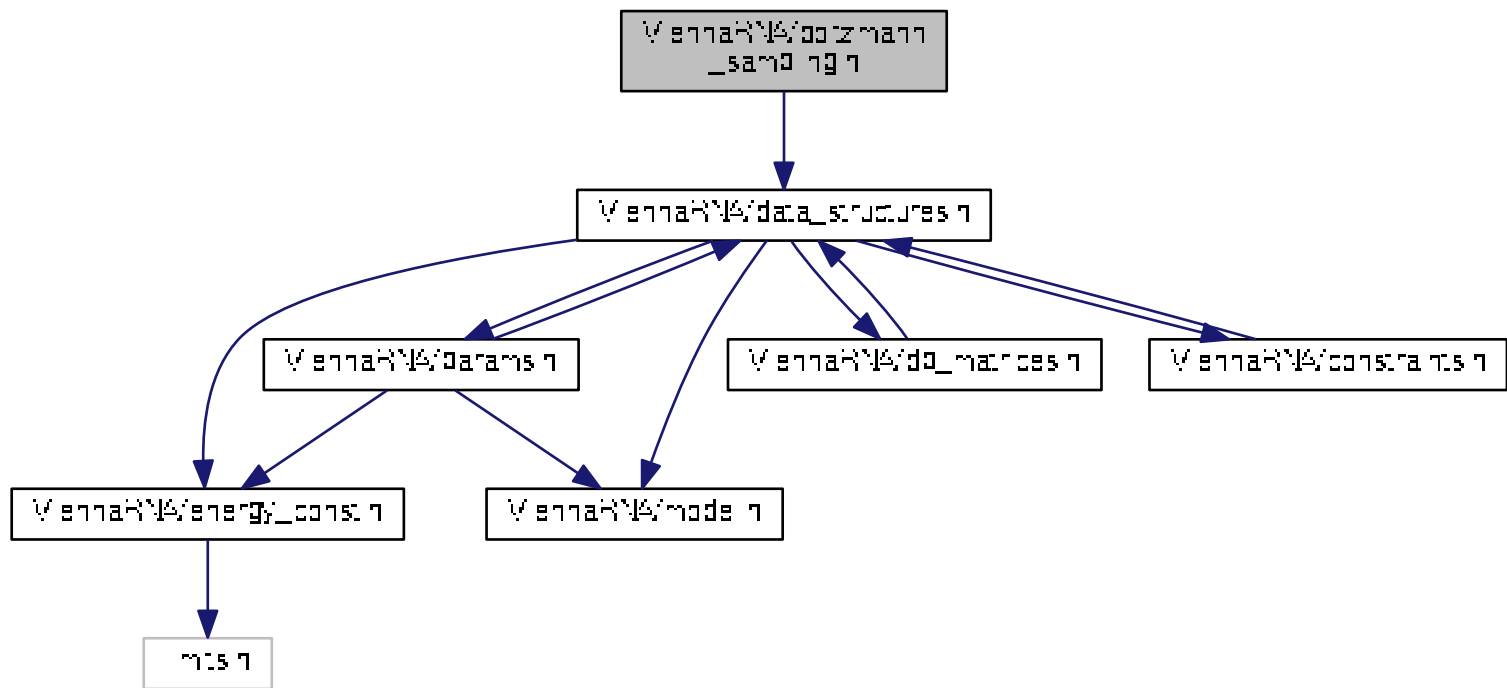 ViennaRNA/boltzmann
_sampling.h
ViennaRNA/data_structures.h
ViennaRNA/params.h
ViennaRNA/dp_matrices.h
ViennaRNA/constraints.h
ViennaRNA/energy_const.h
ViennaRNA/model.h
limits.h